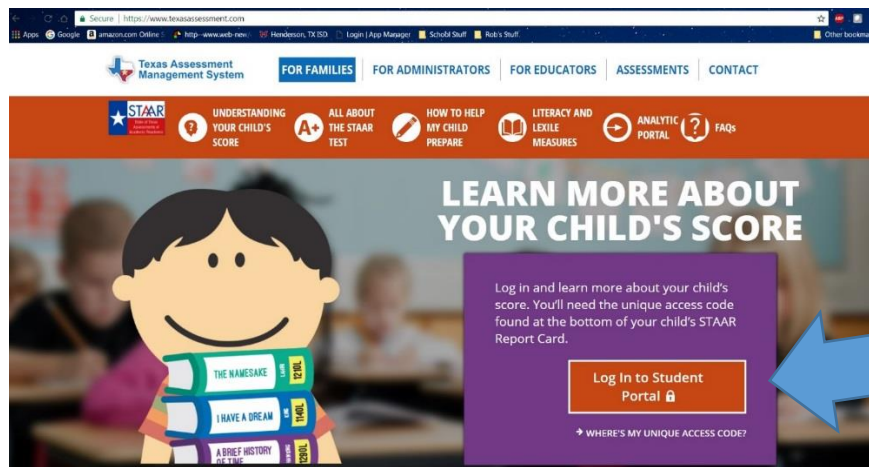 Secure | https://www.texasassessment.com
Apps Google amazon.com Online Login | App Manager School Stuff Rob's Stuff Other bookma
Henderson, TX ISD
Texas Assessment
Management System
FOR FAMILIES FOR ADMINISTRATORS FOR EDUCATORS ASSESSMENTS CONTACT
STAAR
UNDERSTANDING
YOUR CHILD'S
SCORE
A+
ALL ABOUT
THE STAAR
TEST
HOW TO HELP
MY CHILD
PREPARE
LITERACY AND
LEXILE
MEASURES
ANALYTIC
PORTAL
FAQs
LEARN MORE ABOUT
YOUR CHILD'S SCORE
Log in and learn more about your child's
score. You'll need the unique access code
found at the bottom of your child's STAAR
Report Card.
Log In to Student
Portal
WHERE'S MY UNIQUE ACCESS CODE?
THE NAMESAKE 1210L
I HAVE A DREAM KING 1140L
A BRIEF HISTORY
OF TIME 1290L